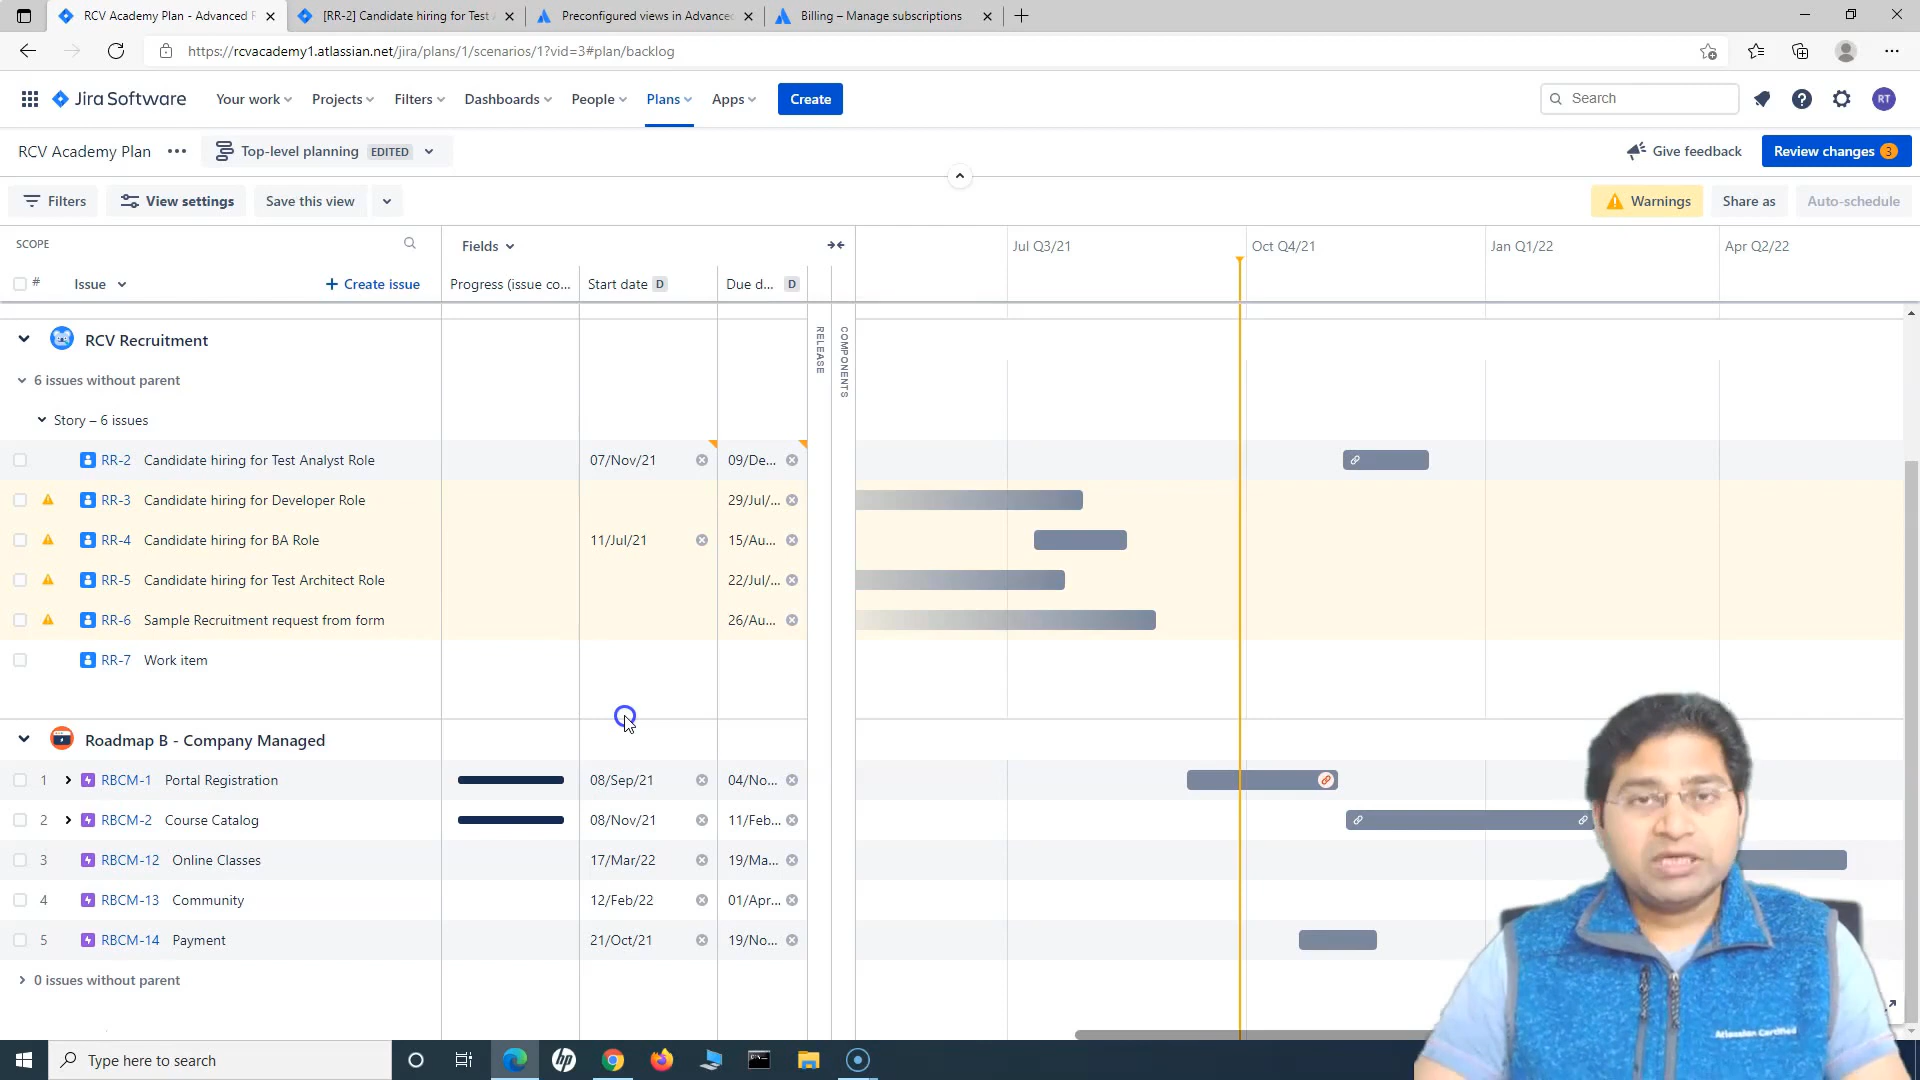 RCV Academy Plan - Advanced R
[RR-2] Candidate hiring for Test A
Preconfigured views in Advanced
Billing – Manage subscriptions
https://rcvacademy1.atlassian.net/jira/plans/1/scenarios/1?vid=3#plan/backlog
Jira Software
Your work
Projects
Filters
Dashboards
People
Plans
Apps
Create
Search
RT
RCV Academy Plan
Top-level planning EDITED
Give feedback
Review changes 3
Filters
View settings
Save this view
Warnings
Share as
Auto-schedule
SCOPE
Fields
Jul Q3/21
Oct Q4/21
Jan Q1/22
Apr Q2/22
# Issue
+ Create issue
Progress (issue co...
Start date D
Due d... D
RELEASE
COMPONENTS
RCV Recruitment
6 issues without parent
Story – 6 issues
RR-2 Candidate hiring for Test Analyst Role 07/Nov/21 09/De...
RR-3 Candidate hiring for Developer Role 29/Jul/...
RR-4 Candidate hiring for BA Role 11/Jul/21 15/Au...
RR-5 Candidate hiring for Test Architect Role 22/Jul/...
RR-6 Sample Recruitment request from form 26/Au...
RR-7 Work item
Roadmap B - Company Managed
1 RBCM-1 Portal Registration 08/Sep/21 04/No...
2 RBCM-2 Course Catalog 08/Nov/21 11/Feb...
3 RBCM-12 Online Classes 17/Mar/22 19/Ma...
4 RBCM-13 Community 12/Feb/22 01/Apr...
5 RBCM-14 Payment 21/Oct/21 19/No...
0 issues without parent
Atlassian Certified
Type here to search
hp